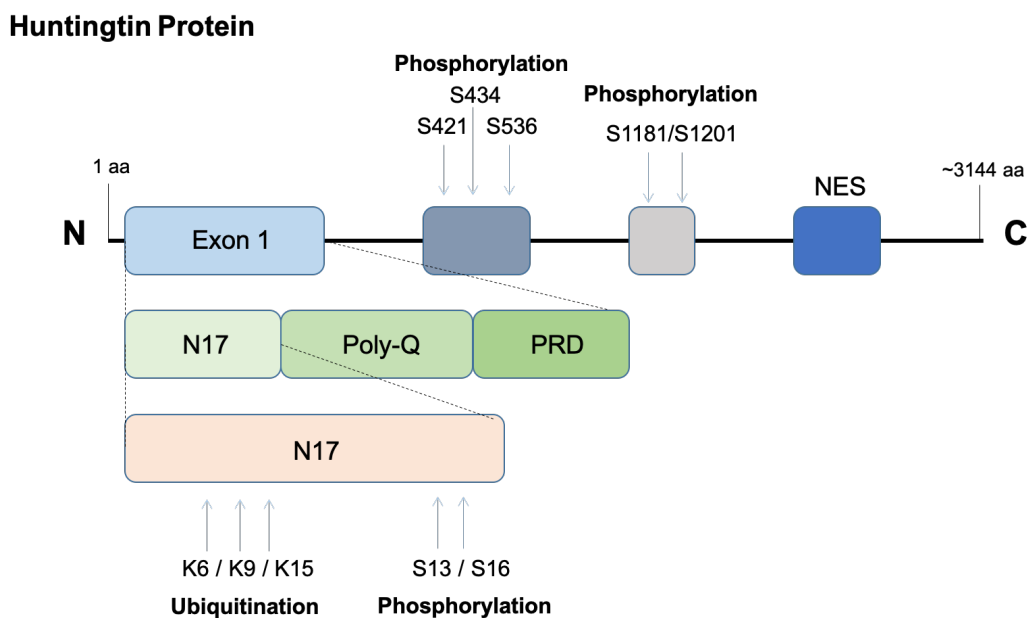 Huntingtin Protein
Phosphorylation
S434
S421 S536
Phosphorylation
S1181/S1201
1 aa
~3144 aa
NES
N
Exon 1
C
N17
Poly-Q
PRD
N17
K6 / K9 / K15
Ubiquitination
S13 / S16
Phosphorylation